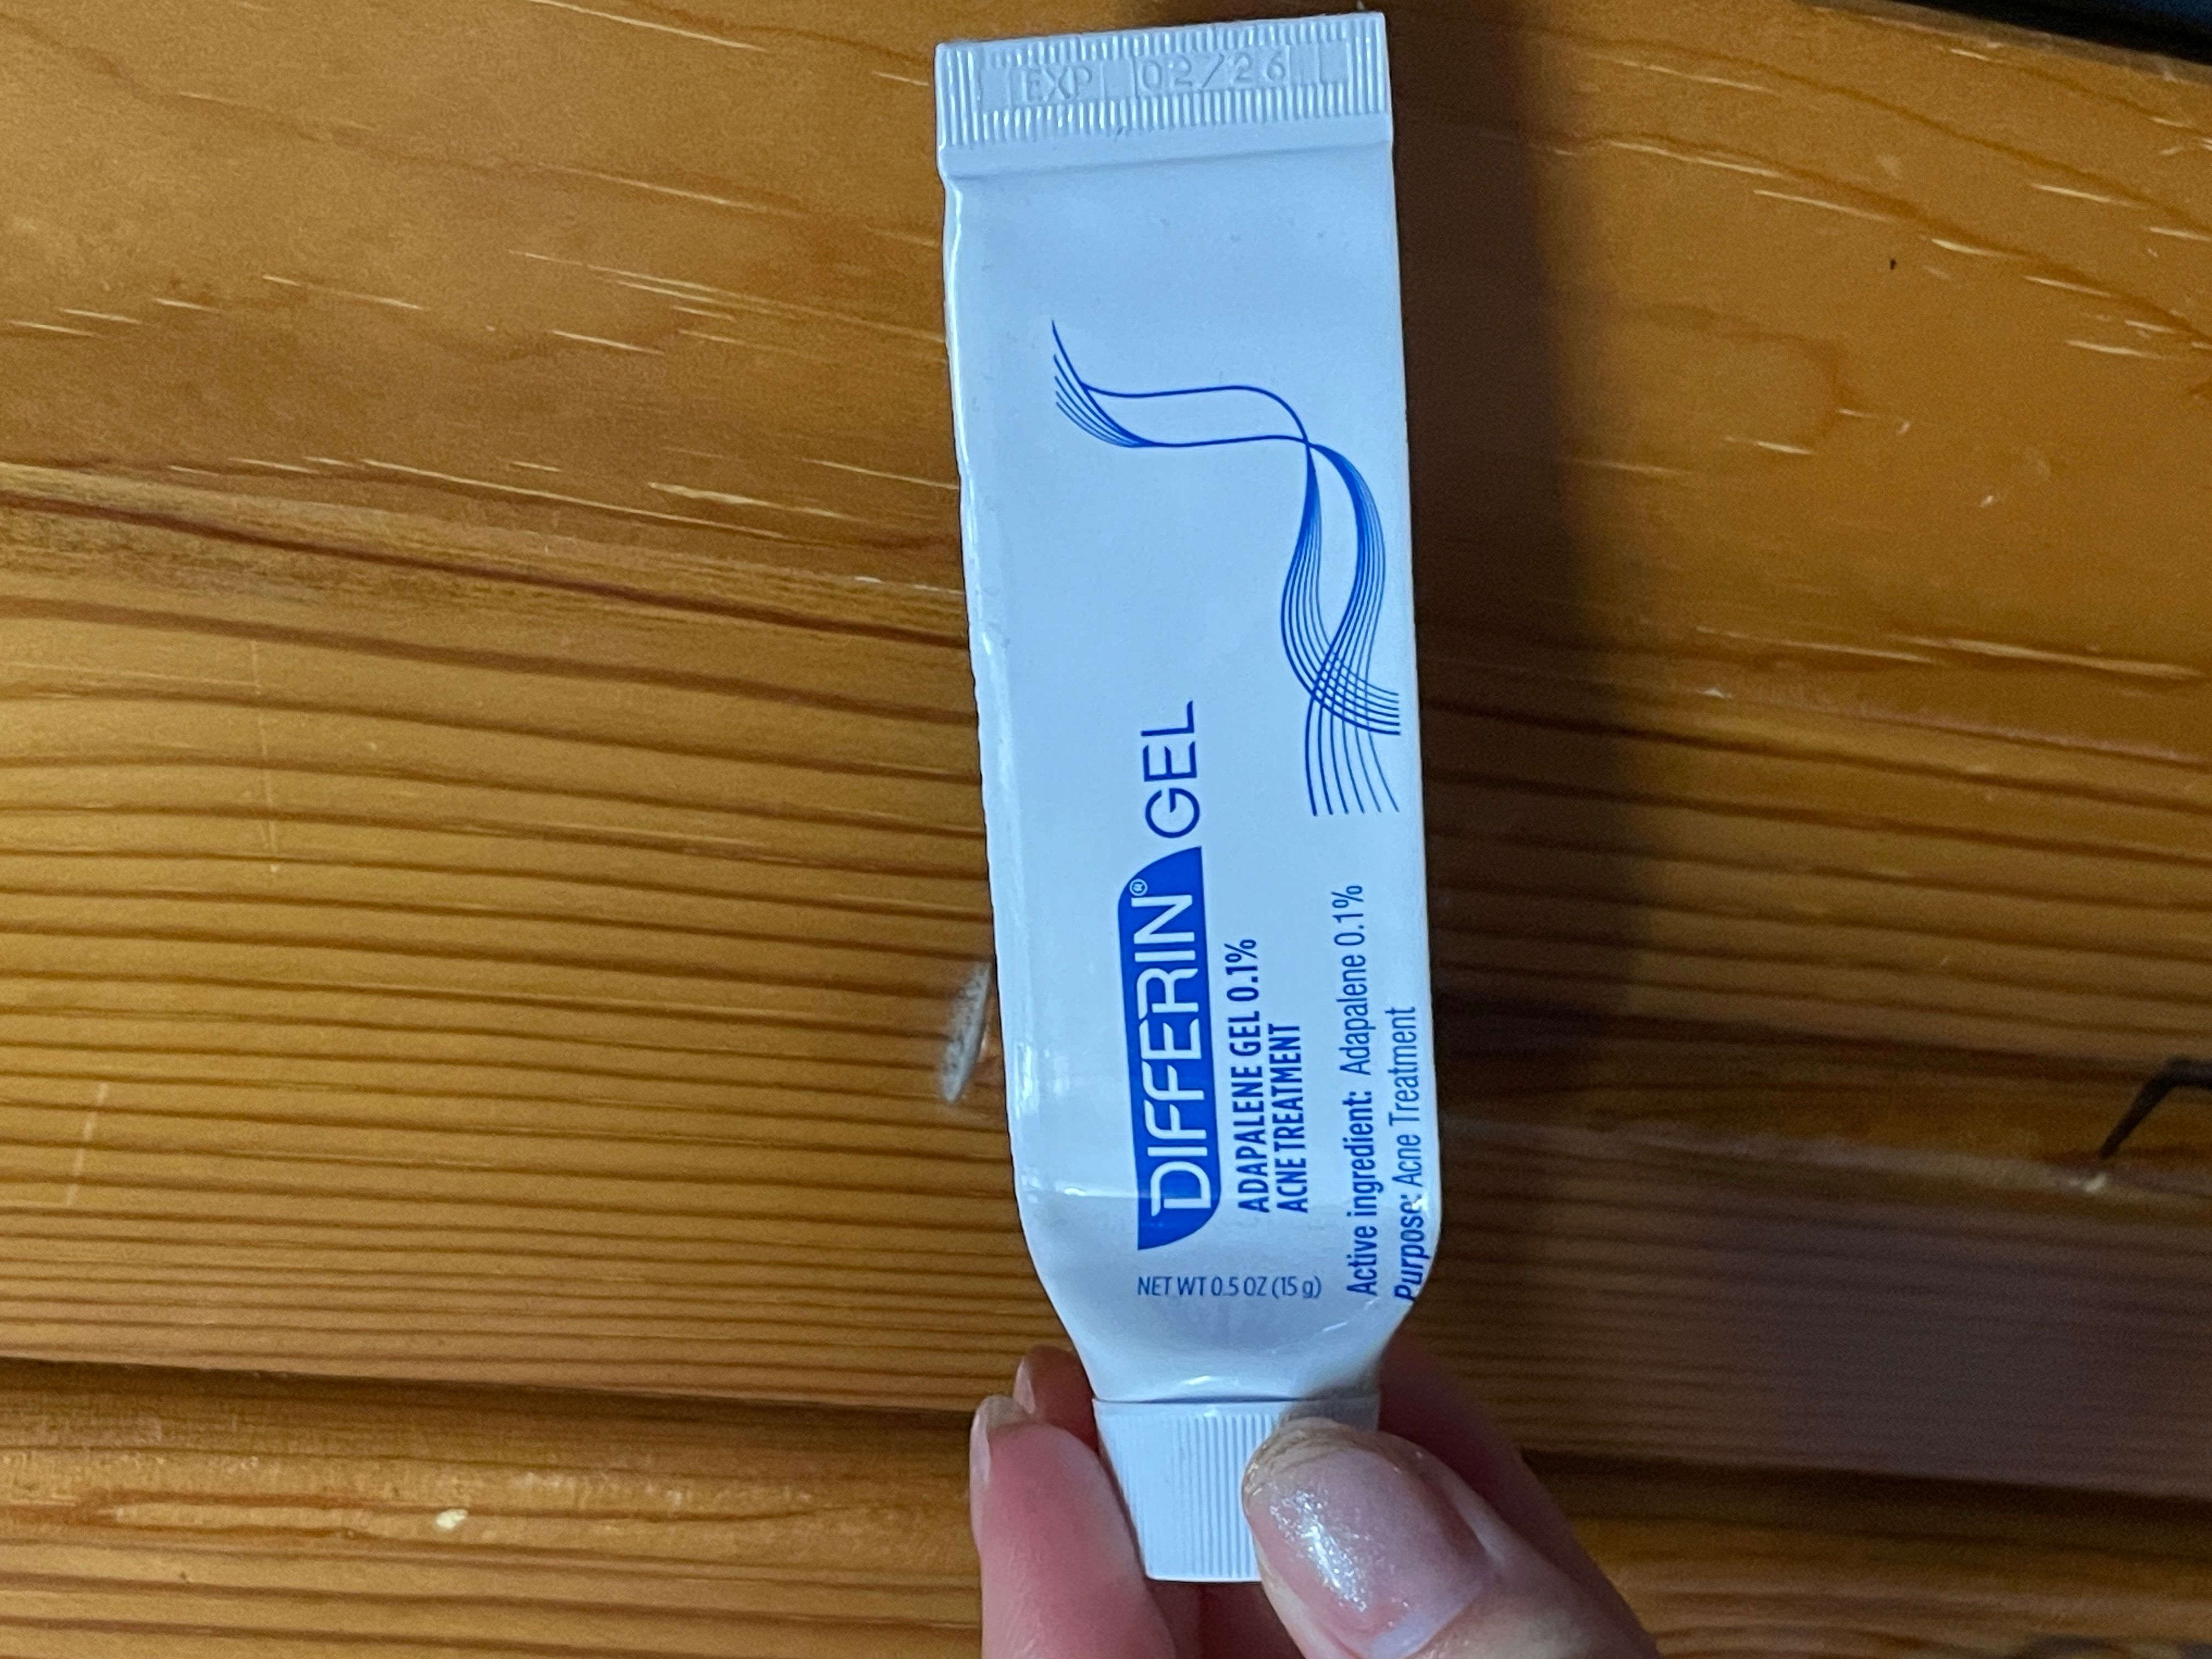 EXP 02/26
DIFFERIN® GEL
ADAPALENE GEL 0.1%
ACNE TREATMENT
NET WT 0.5 OZ (15 g)
Active ingredient: Adapalene 0.1%
Purpose: Acne Treatment